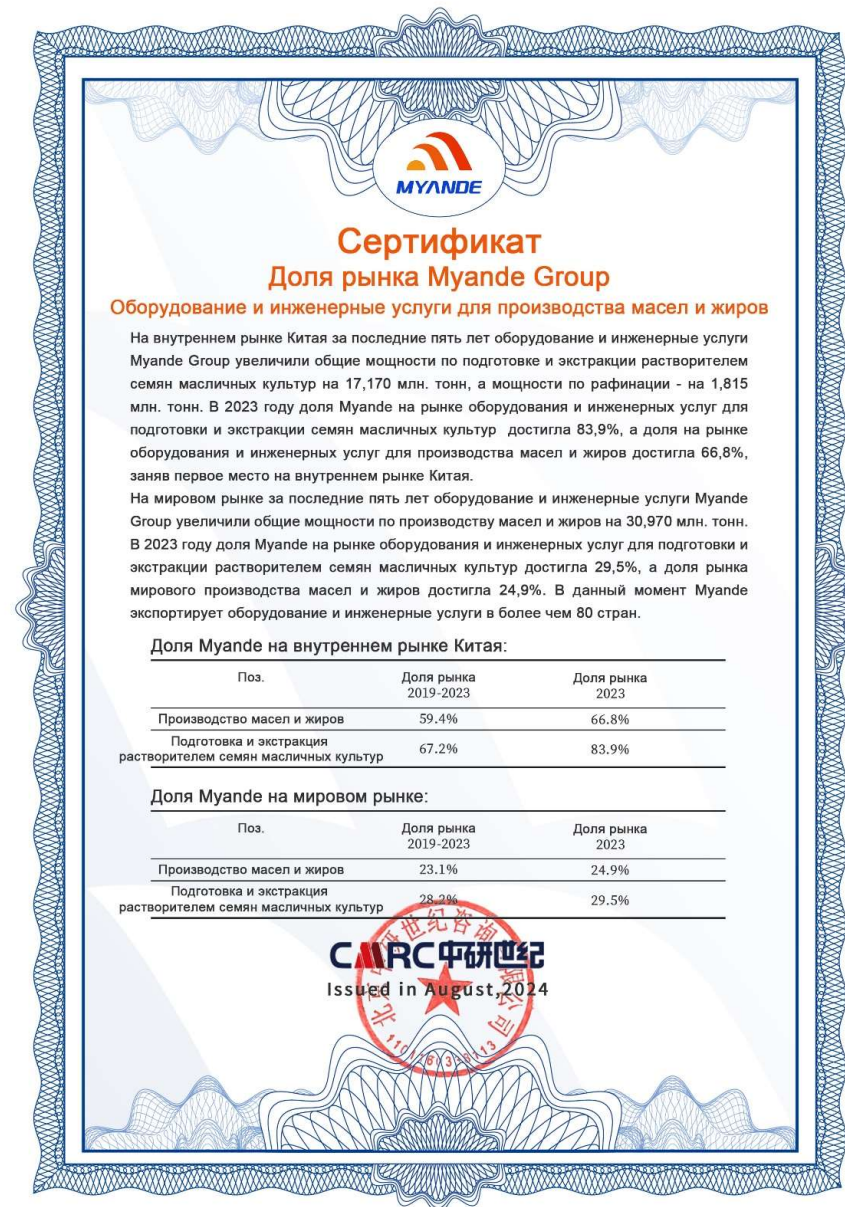 MYANDE
Сертификат
Доля рынка Myande Group
Оборудование и инженерные услуги для производства масел и жиров
На внутреннем рынке Китая за последние пять лет оборудование и инженерные услуги
Myande Group увеличили общие мощности по подготовке и экстракции растворителем
семян масличных культур на 17,170 млн. тонн, а мощности по рафинации - на 1,815
млн. тонн. В 2023 году доля Myande на рынке оборудования и инженерных услуг для
подготовки и экстракции семян масличных культур достигла 83,9%, а доля на рынке
оборудования и инженерных услуг для производства масел и жиров достигла 66,8%,
заняв первое место на внутреннем рынке Китая.
На мировом рынке за последние пять лет оборудование и инженерные услуги Myande
Group увеличили общие мощности по производству масел и жиров на 30,970 млн. тонн.
В 2023 году доля Myande на рынке оборудования и инженерных услуг для подготовки и
экстракции растворителем семян масличных культур достигла 29,5%, а доля рынка
мирового производства масел и жиров достигла 24,9%. В данный момент Myande
экспортирует оборудование и инженерные услуги в более чем 80 стран.
Доля Myande на внутреннем рынке Китая:
Поз. Доля рынка 2019-2023 Доля рынка 2023
Производство масел и жиров 59.4% 66.8%
Подготовка и экстракция
растворителем семян масличных культур 67.2% 83.9%
Доля Myande на мировом рынке:
Поз. Доля рынка 2019-2023 Доля рынка 2023
Производство масел и жиров 23.1% 24.9%
Подготовка и экстракция
растворителем семян масличных культур 28.2% 29.5%
CMRC中研世纪
Issued in August,2024